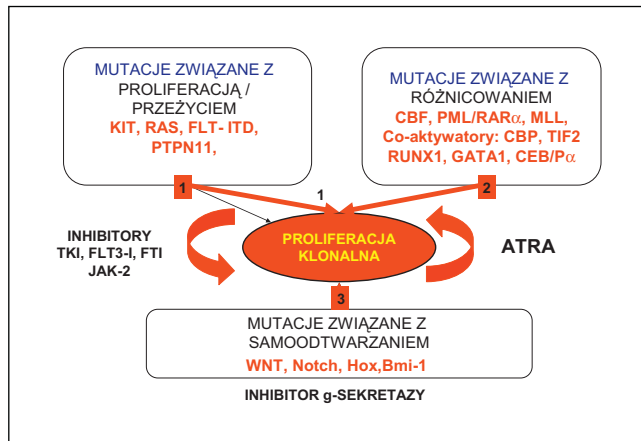 MUTACJE ZWIĄZANE Z
PROLIFERACJĄ /
PRZEŻYCIEM
KIT, RAS, FLT- ITD,
PTPN11,
MUTACJE ZWIĄZANE Z
RÓŻNICOWANIEM
CBF, PML/RARα, MLL,
Co-aktywatory: CBP, TIF2
RUNX1, GATA1, CEB/Pα
1
1
2
INHIBITORY
TKI, FLT3-I, FTI
JAK-2
PROLIFERACJA
KLONALNA
ATRA
3
MUTACJE ZWIĄZANE Z
SAMOODTWARZANIEM
WNT, Notch, Hox,Bmi-1
INHIBITOR g-SEKRETAZY